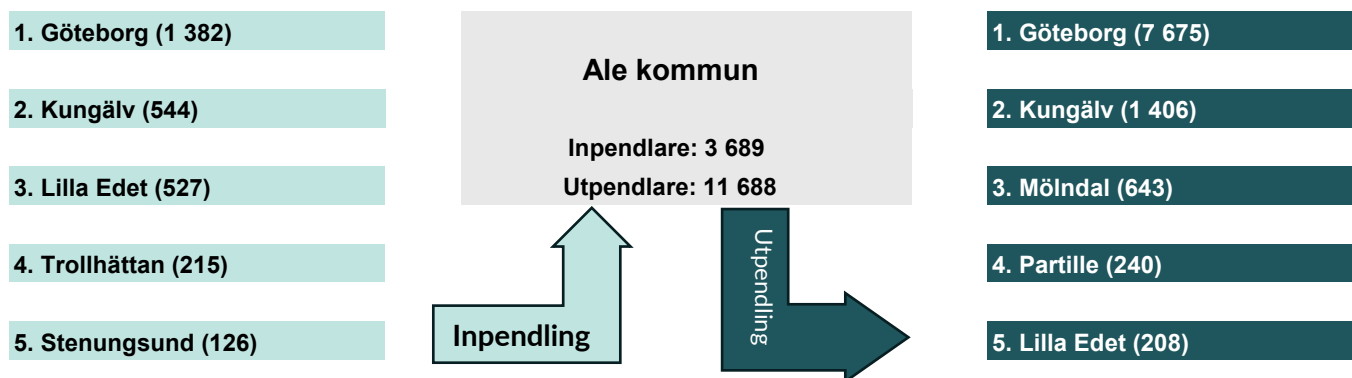 1. Göteborg (1 382)
2. Kungälv (544)
3. Lilla Edet (527)
4. Trollhättan (215)
5. Stenungsund (126)
Ale kommun
Inpendlare: 3 689
Utpendlare: 11 688
Inpendling
Utpendling
1. Göteborg (7 675)
2. Kungälv (1 406)
3. Mölndal (643)
4. Partille (240)
5. Lilla Edet (208)